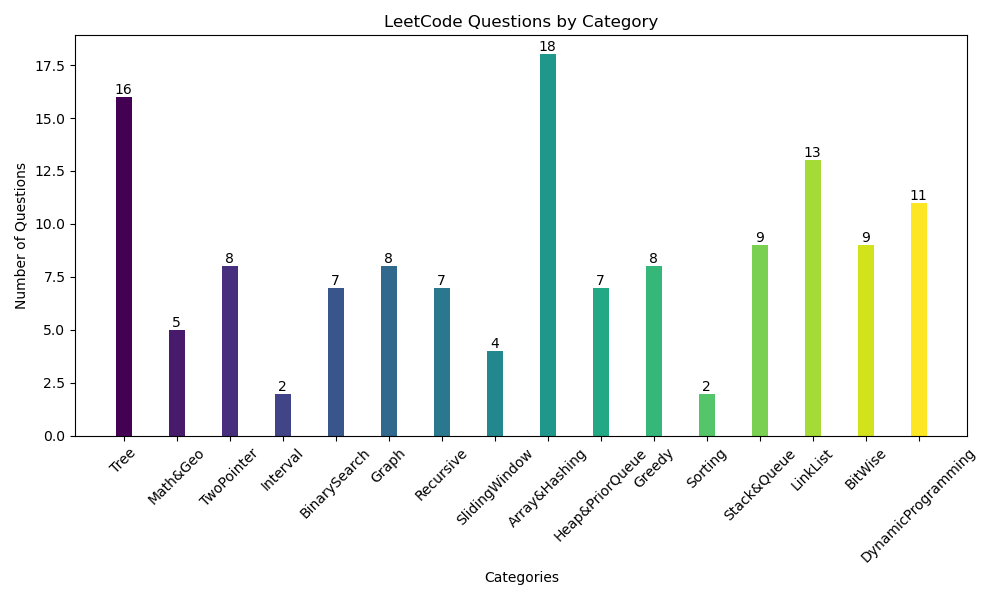 LeetCode Questions by Category
Number of Questions
17.5
15.0
12.5
10.0
7.5
5.0
2.5
0.0
16
5
8
2
7
8
7
4
18
7
8
2
9
13
9
11
Tree
Math&Geo
TwoPointer
Interval
BinarySearch
Graph
Recursive
SlidingWindow
Array&Hashing
Heap&PriorQueue
Greedy
Sorting
Stack&Queue
LinkList
BitWise
DynamicProgramming
Categories